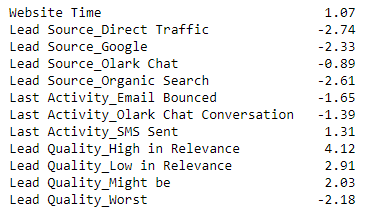 Website Time 1.07
Lead Source_Direct Traffic -2.74
Lead Source_Google -2.33
Lead Source_Olark Chat -0.89
Lead Source_Organic Search -2.61
Last Activity_Email Bounced -1.65
Last Activity_Olark Chat Conversation -1.39
Last Activity_SMS Sent 1.31
Lead Quality_High in Relevance 4.12
Lead Quality_Low in Relevance 2.91
Lead Quality_Might be 2.03
Lead Quality_Worst -2.18